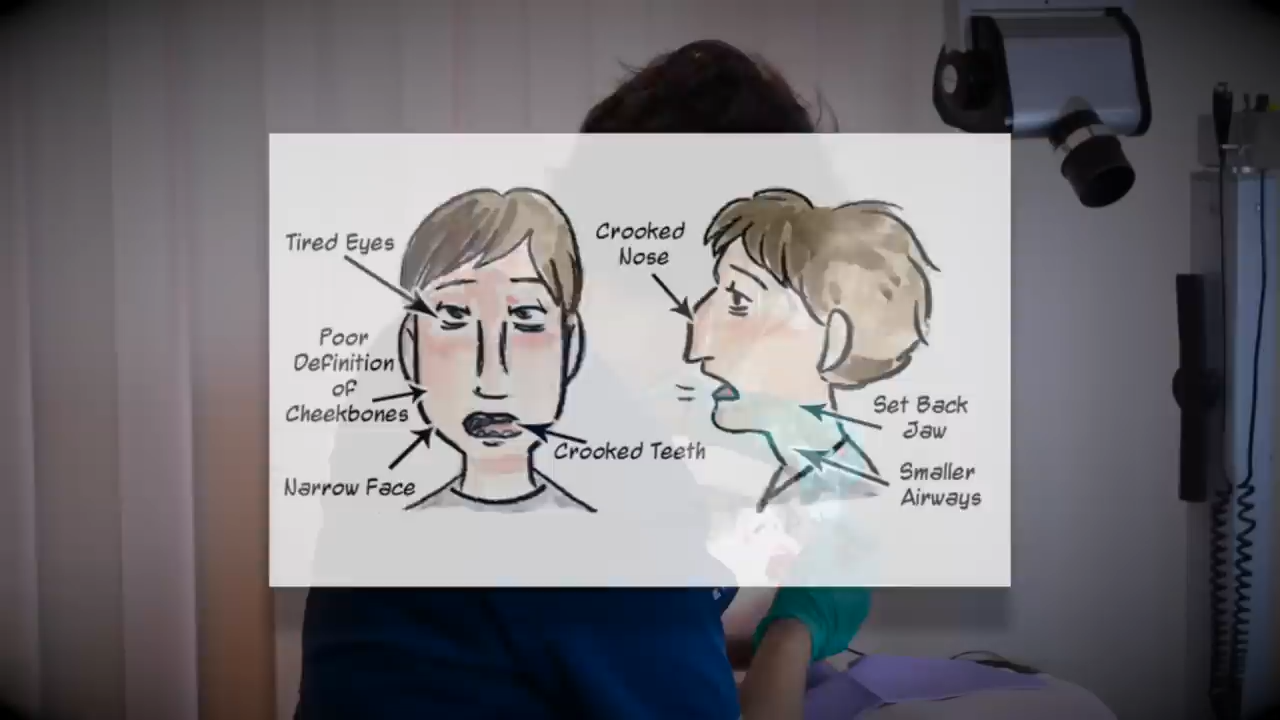 Tired Eyes
Poor
Definition
of
Cheekbones
Narrow Face
Crooked Teeth
Crooked
Nose
Set Back
Jaw
Smaller
Airways